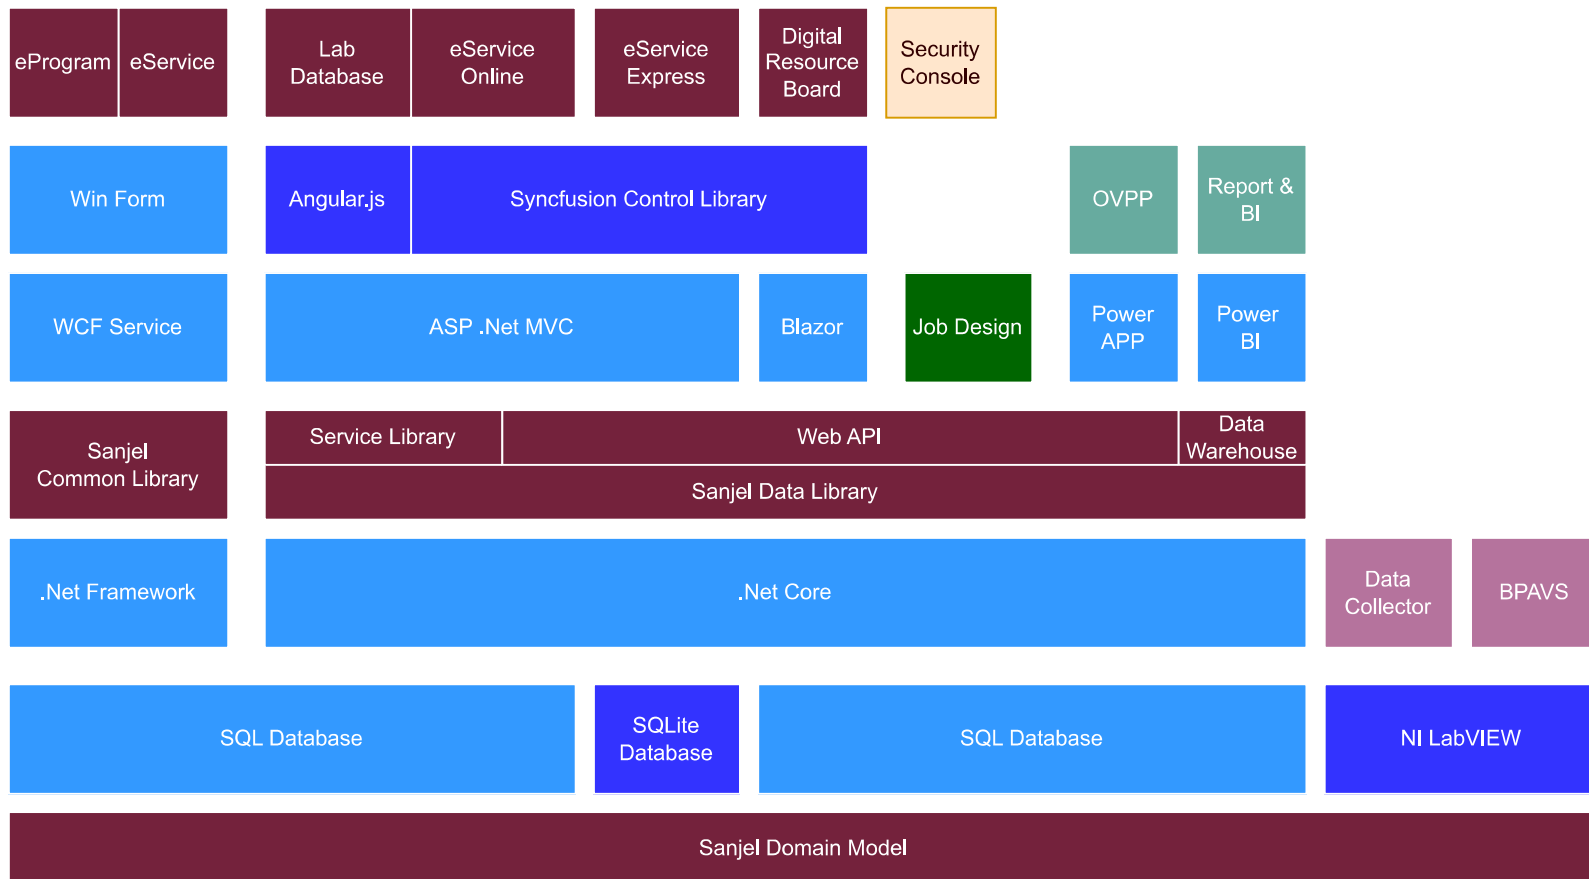 eProgram
eService
Lab
Database
eService
Online
eService
Express
Digital
Resource
Board
Security
Console
Win Form
Angular.js
Syncfusion Control Library
OVPP
Report &
BI
WCF Service
ASP .Net MVC
Blazor
Job Design
Power
APP
Power
BI
Sanjel
Common Library
Service Library
Web API
Data
Warehouse
Sanjel Data Library
.Net Framework
.Net Core
Data
Collector
BPAVS
SQL Database
SQLite
Database
SQL Database
NI LabVIEW
Sanjel Domain Model